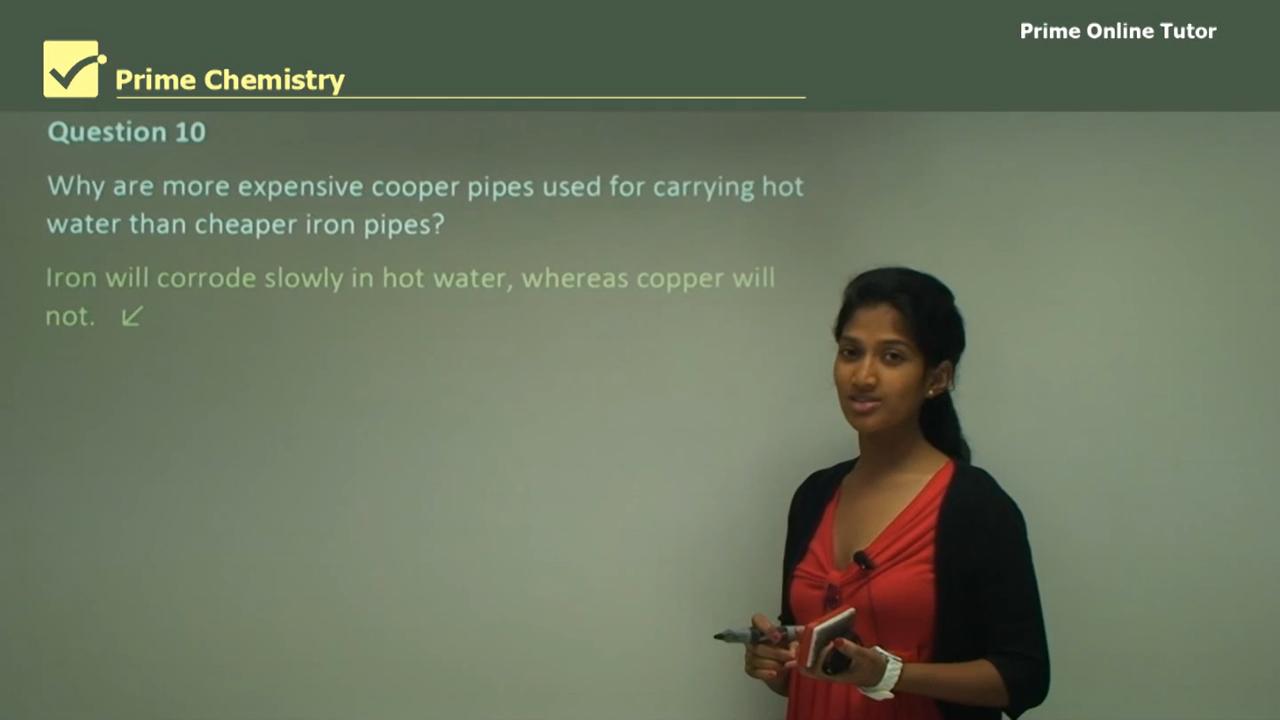 Prime Online Tutor
Prime Chemistry
Question 10
Why are more expensive cooper pipes used for carrying hot
water than cheaper iron pipes?
Iron will corrode slowly in hot water, whereas copper will
not.